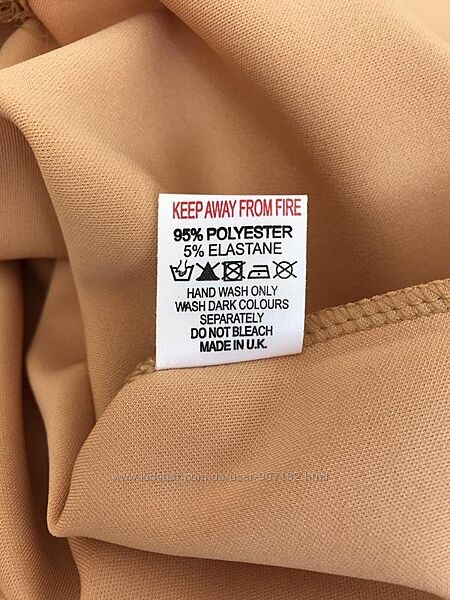 KEEP AWAY FROM FIRE
95% POLYESTER
5% ELASTANE
HAND WASH ONLY
WASH DARK COLOURS
SEPARATELY
DO NOT BLEACH
MADE IN U.K.